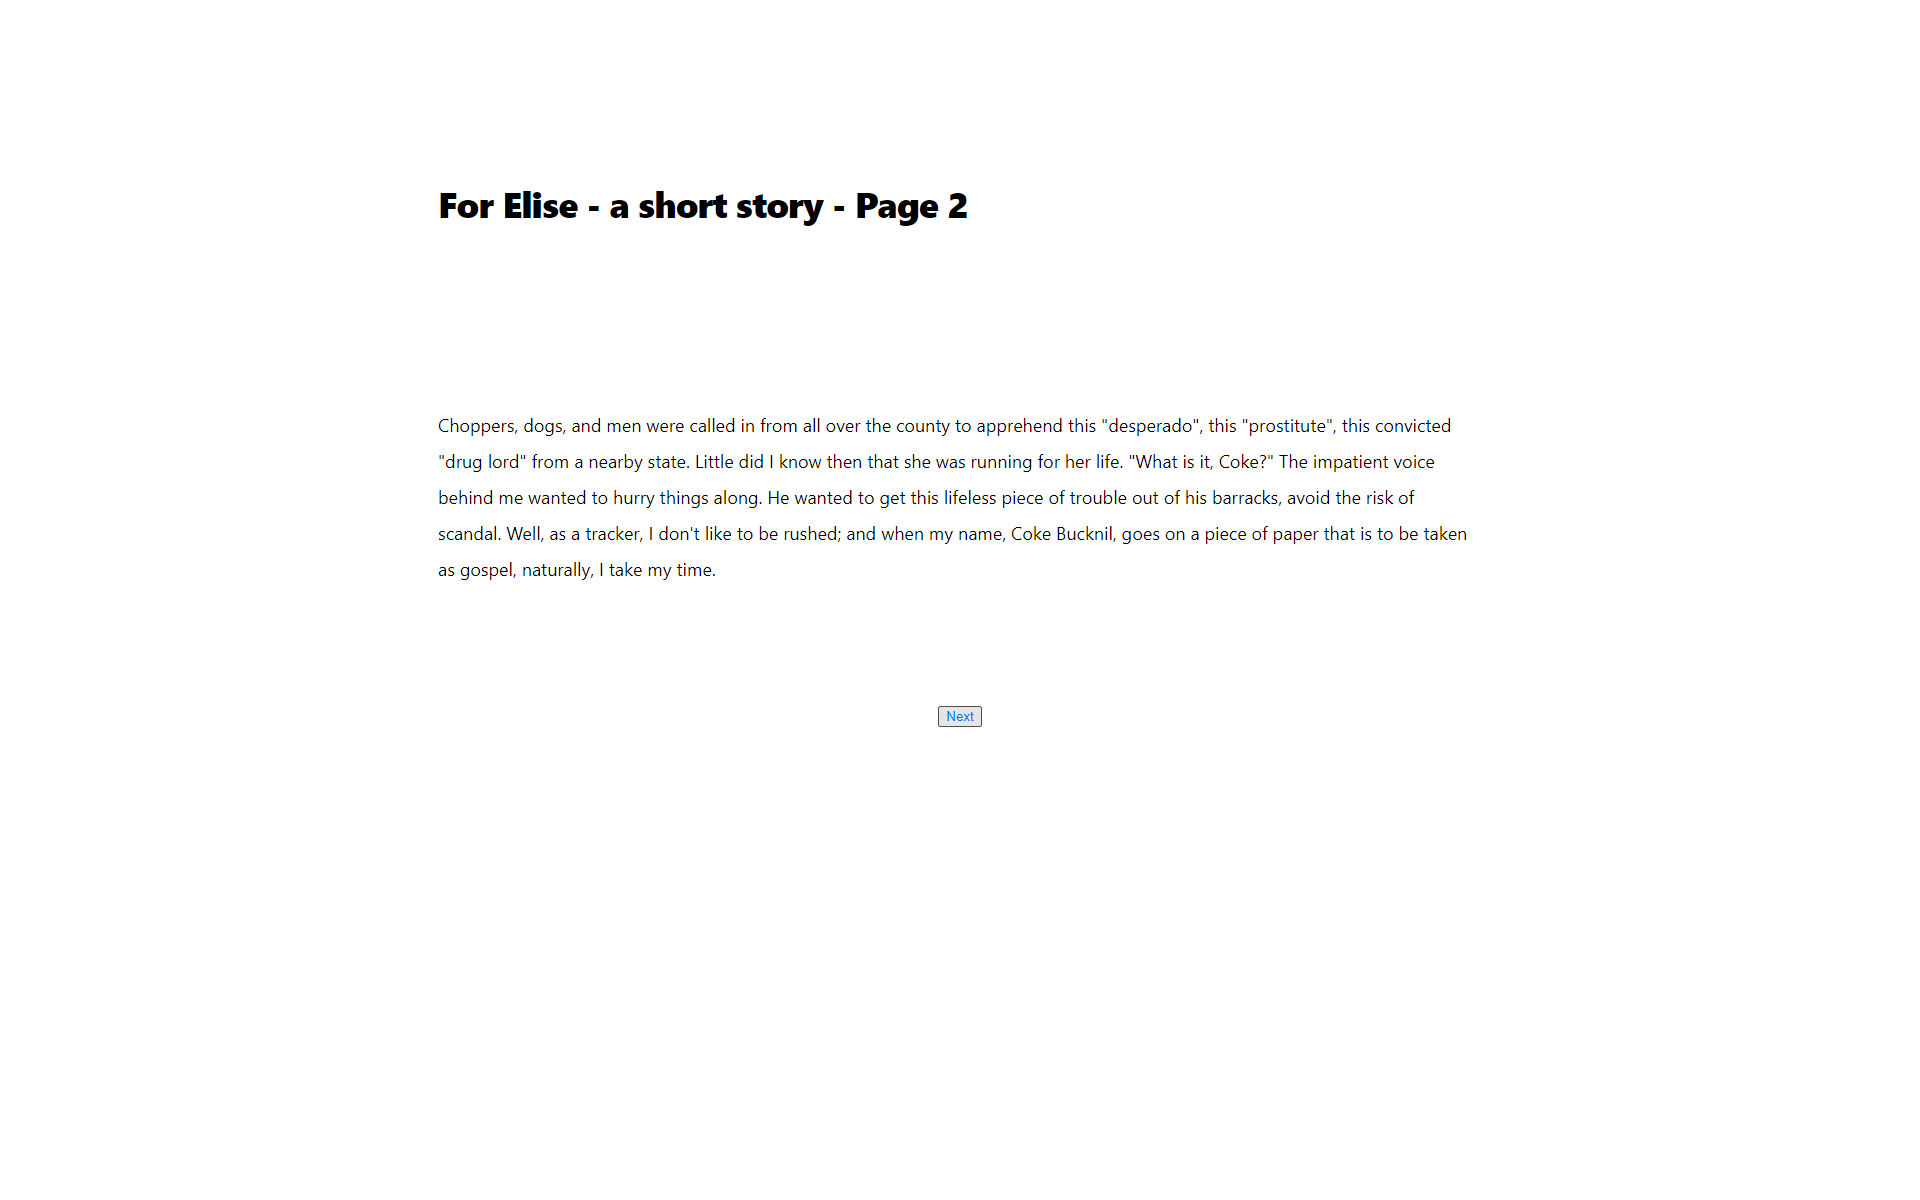 For Elise - a short story - Page 2
Choppers, dogs, and men were called in from all over the county to apprehend this "desperado", this "prostitute", this convicted
"drug lord" from a nearby state. Little did I know then that she was running for her life. "What is it, Coke?" The impatient voice
behind me wanted to hurry things along. He wanted to get this lifeless piece of trouble out of his barracks, avoid the risk of
scandal. Well, as a tracker, I don't like to be rushed; and when my name, Coke Bucknil, goes on a piece of paper that is to be taken
as gospel, naturally, I take my time.
Next